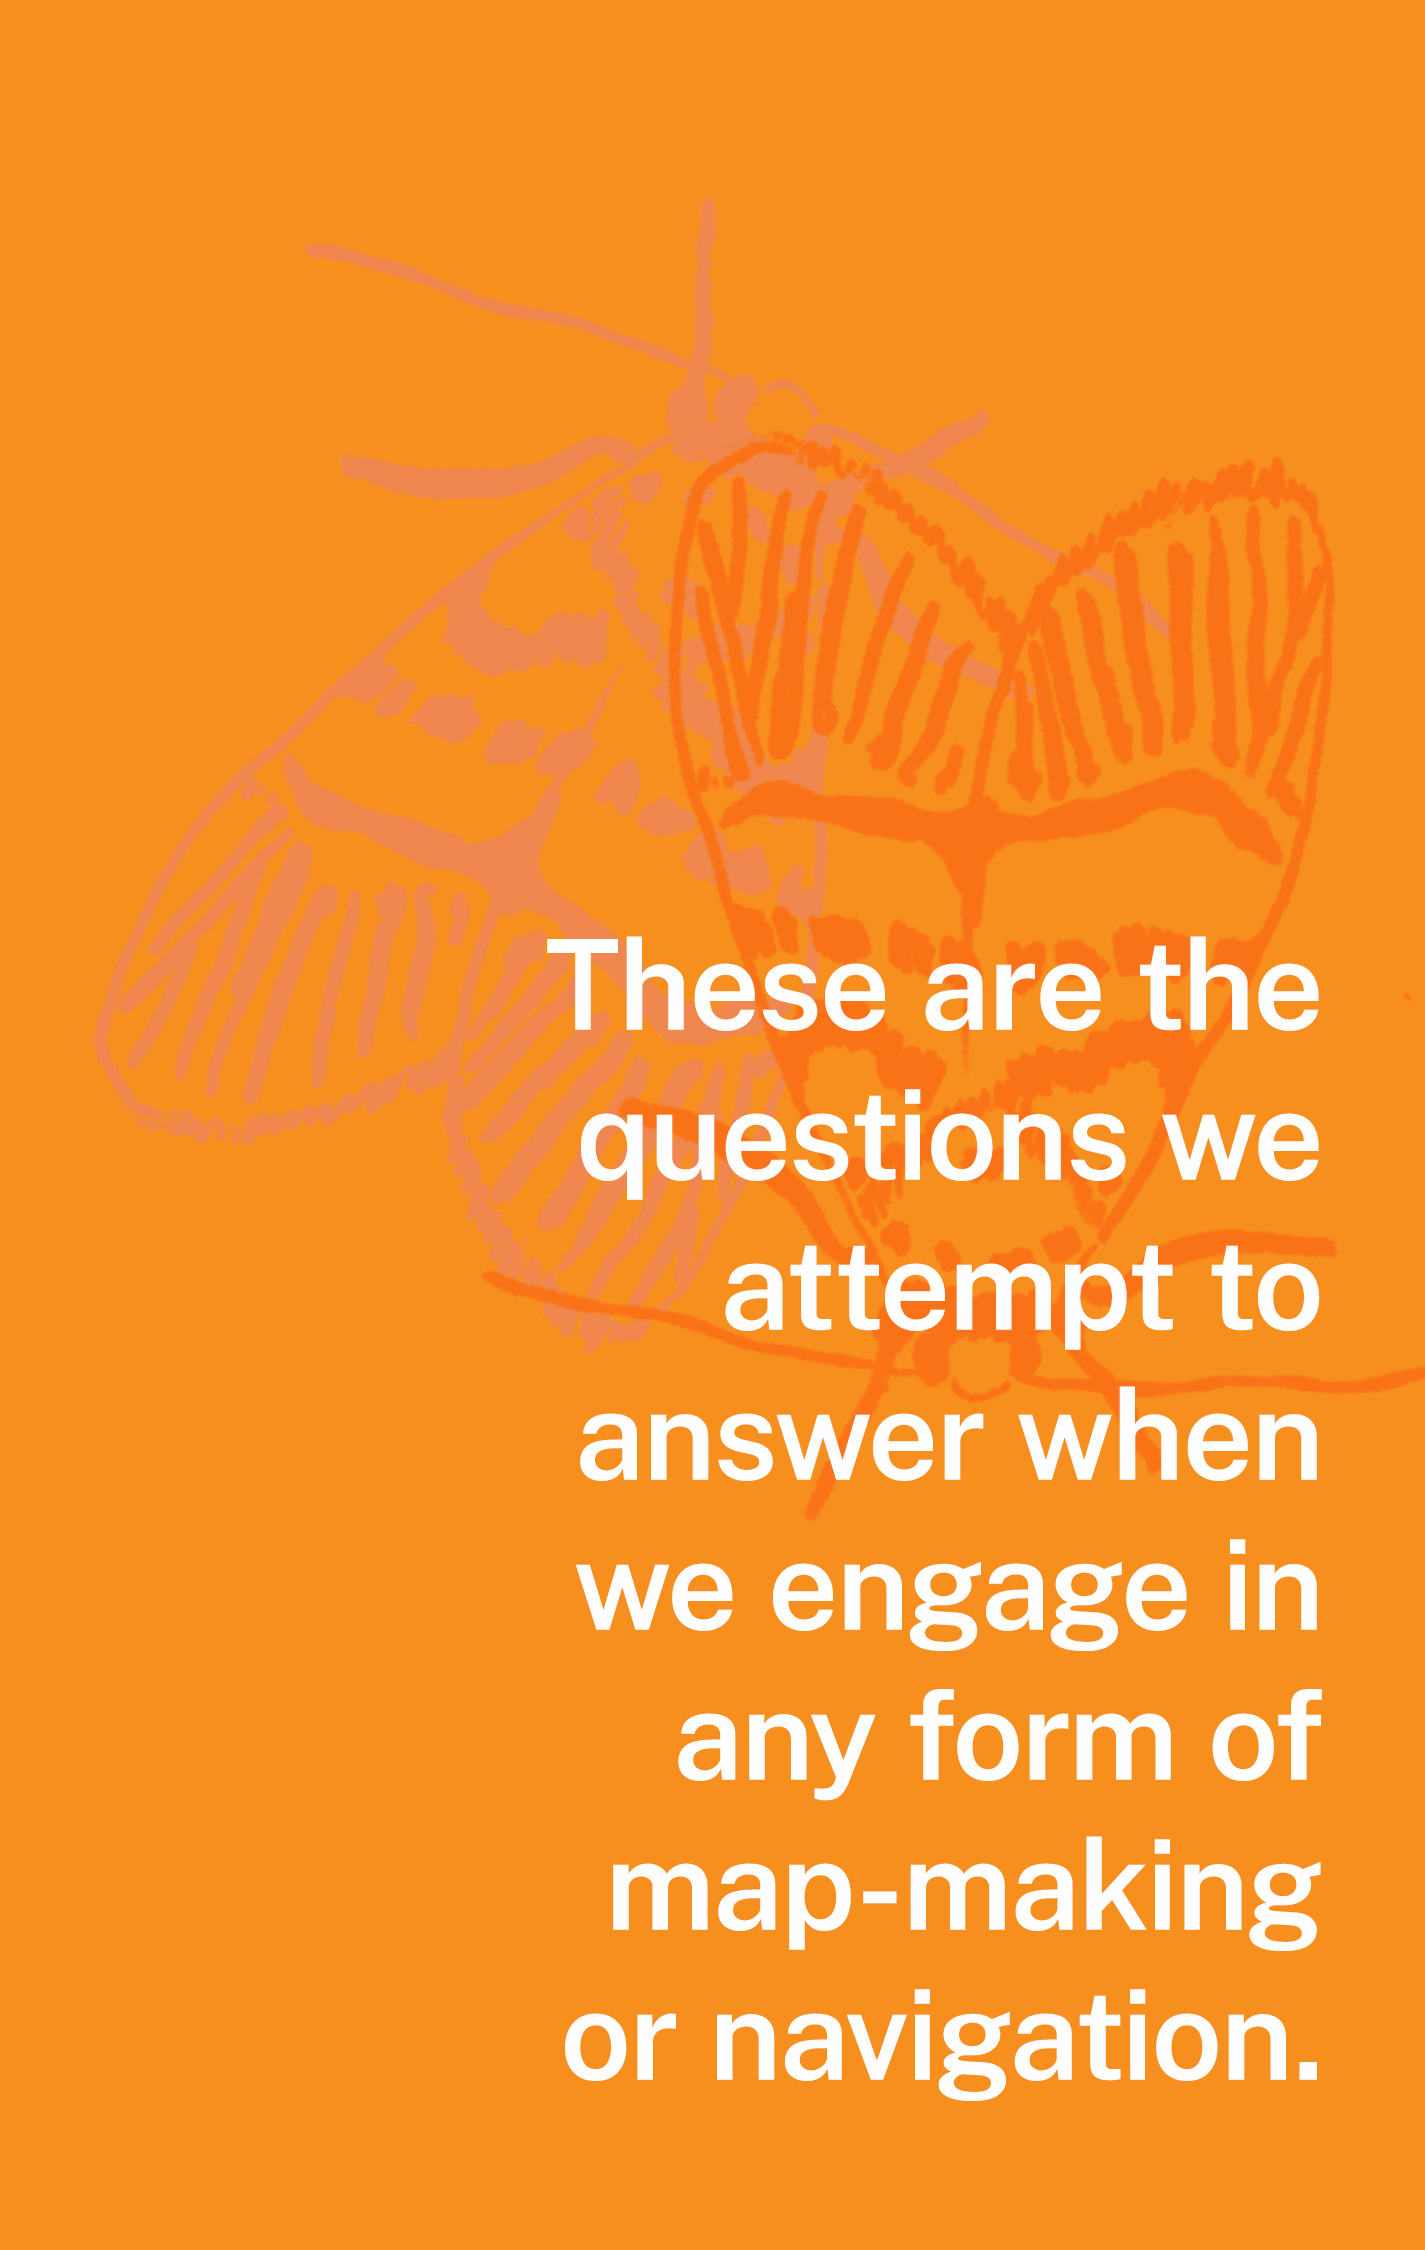 These are the
questions we
attempt to
answer when
we engage in
any form of
map-making
or navigation.